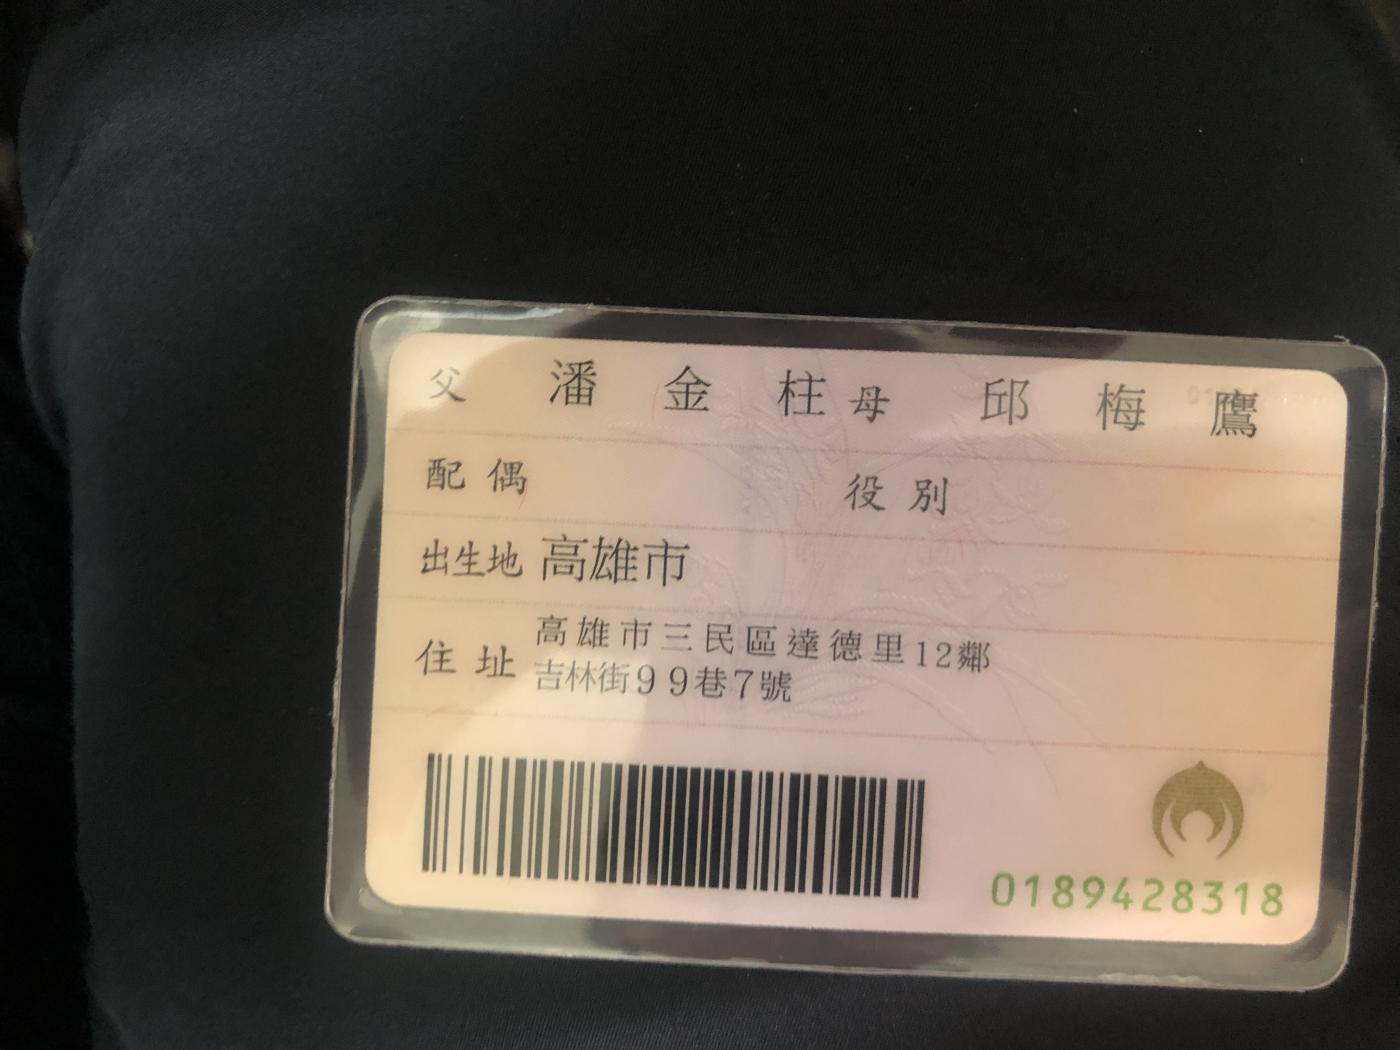 父 潘金柱 母 邱梅鷹
配偶 役別
出生地 高雄市
住址 高雄市三民區達德里12鄰
吉林街99巷7號
0189428318